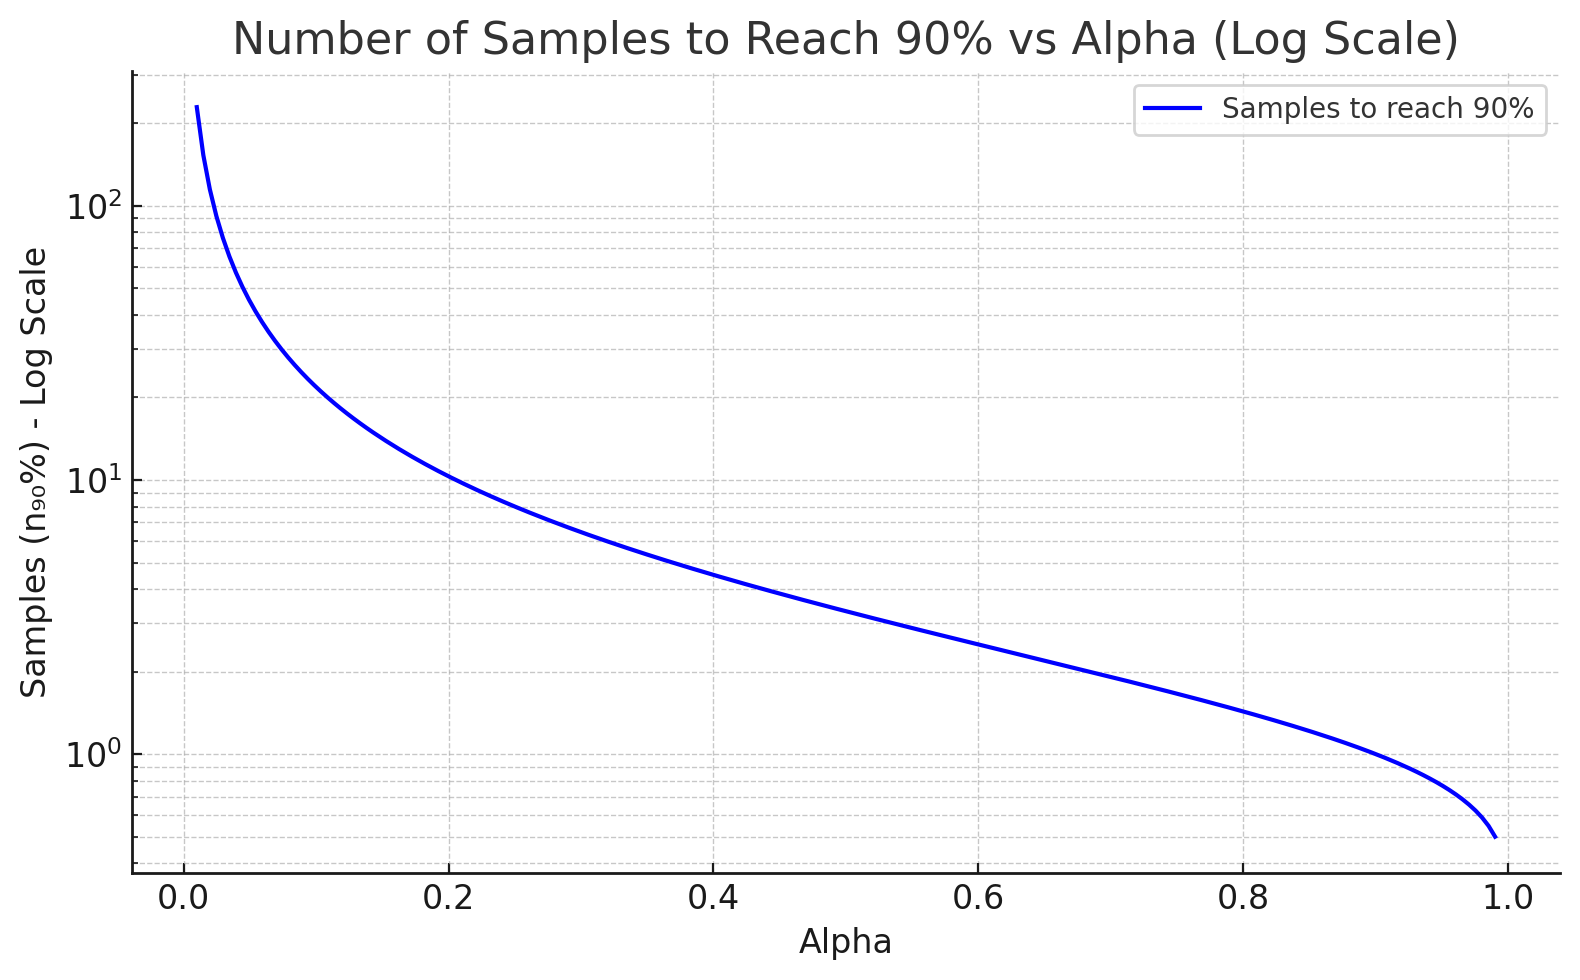 Number of Samples to Reach 90% vs Alpha (Log Scale)
Samples to reach 90%
Samples (n₉₀%) - Log Scale
10²
10¹
10⁰
0.0 0.2 0.4 0.6 0.8 1.0
Alpha